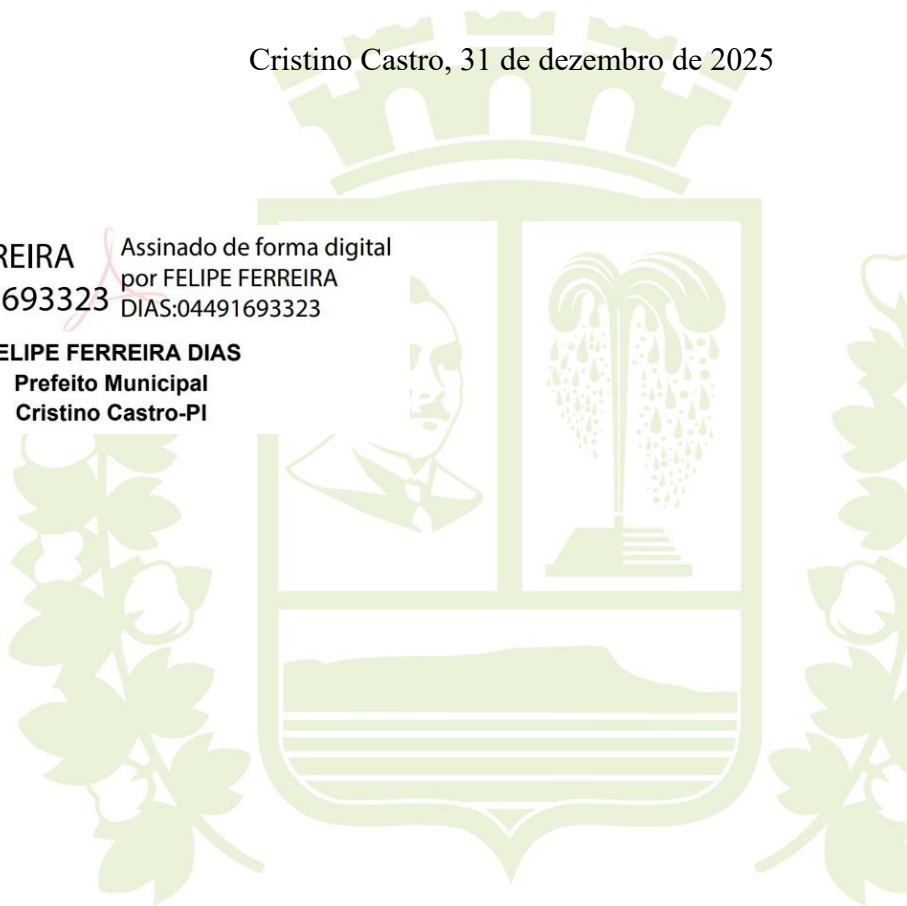 Cristino Castro, 31 de dezembro de 2025
REIRA
693323
Assinado de forma digital
por FELIPE FERREIRA
DIAS:04491693323
ELIPE FERREIRA DIAS
Prefeito Municipal
Cristino Castro-PI